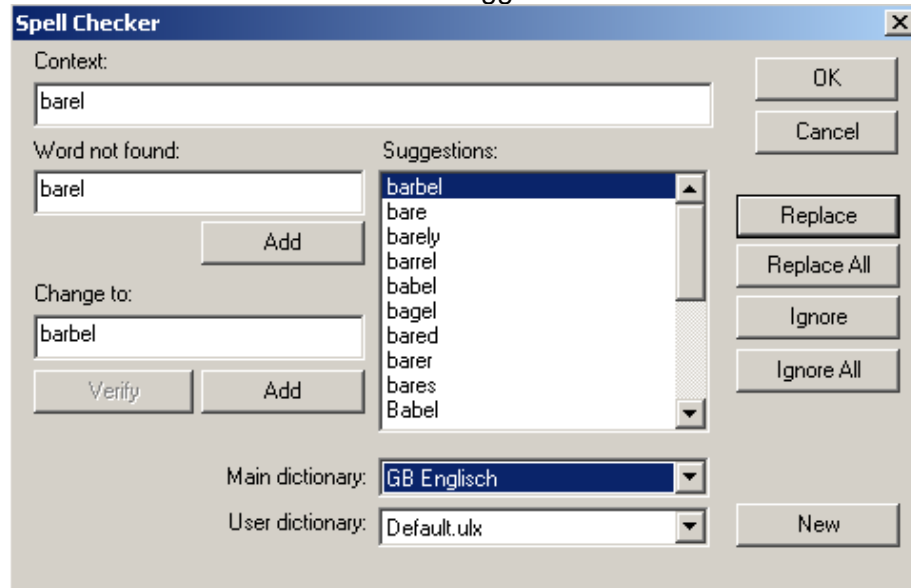 Spell Checker
Context:
OK
barel
Cancel
Word not found:
Suggestions:
barel
barbel
bare
barely
barrel
babel
bagel
bared
barer
bares
Babel
Add
Replace
Replace All
Change to:
barbel
Ignore
Verify
Add
Ignore All
Main dictionary:
GB Englisch
User dictionary:
Default.ulx
New